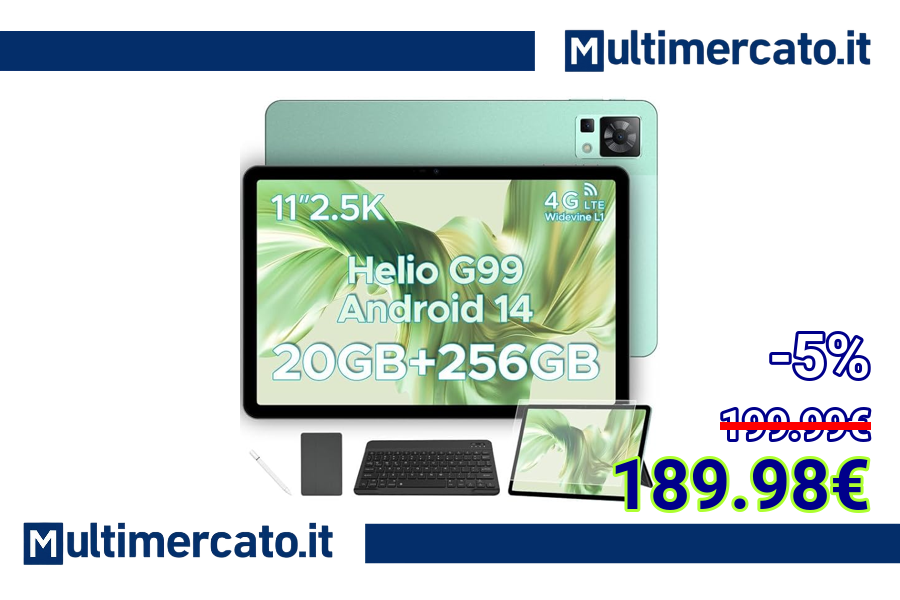 Multimercato.it
11"2.5K
4G LTE
Widevine L1
Helio G99
Android 14
20GB+256GB
-5%
199.99€
189.98€
Multimercato.it